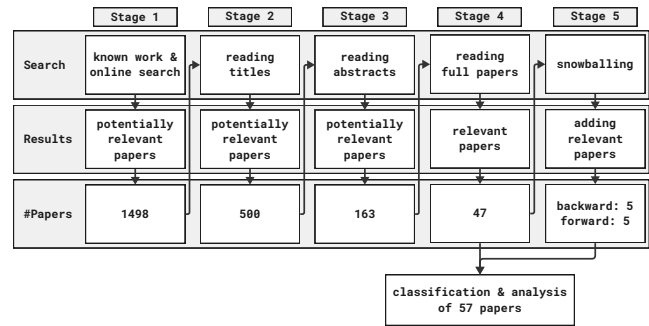 Stage 1 Stage 2 Stage 3 Stage 4 Stage 5
Search
known work &
online search
reading
titles
reading
abstracts
reading
full papers
snowballing
Results
potentially
relevant
papers
potentially
relevant
papers
potentially
relevant
papers
relevant
papers
adding
relevant
papers
#Papers
1498
500
163
47
backward: 5
forward: 5
classification & analysis
of 57 papers